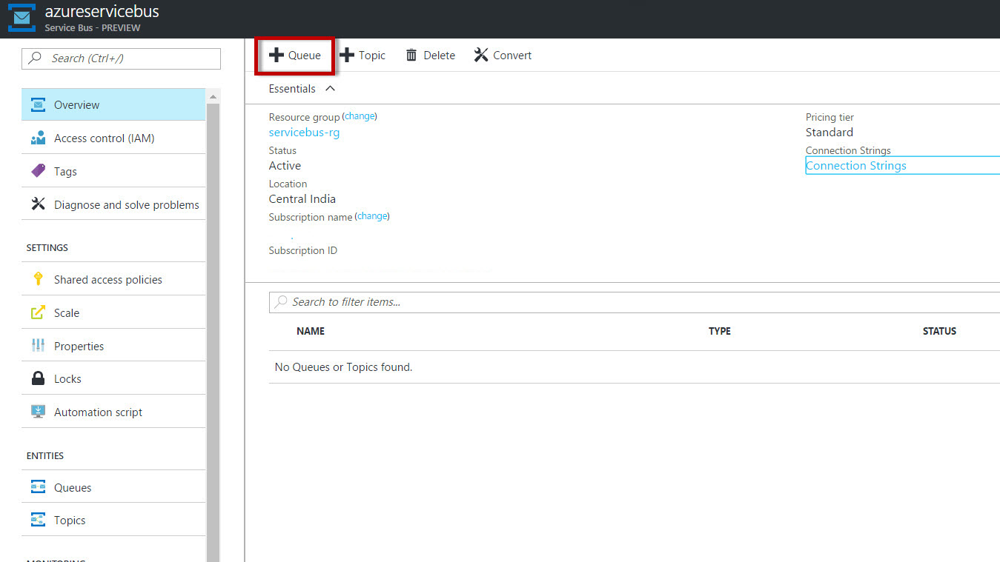 azureservicebus
Service Bus - PREVIEW
Search (Ctrl+/)
Overview
Access control (IAM)
Tags
Diagnose and solve problems
SETTINGS
Shared access policies
Scale
Properties
Locks
Automation script
ENTITIES
Queues
Topics
MONITORING
Queue Topic Delete Convert
Essentials
Resource group (change)
servicebus-rg
Status
Active
Location
Central India
Subscription name (change)
Subscription ID
Pricing tier
Standard
Connection Strings
Connection Strings
Search to filter items...
NAME TYPE STATUS
No Queues or Topics found.